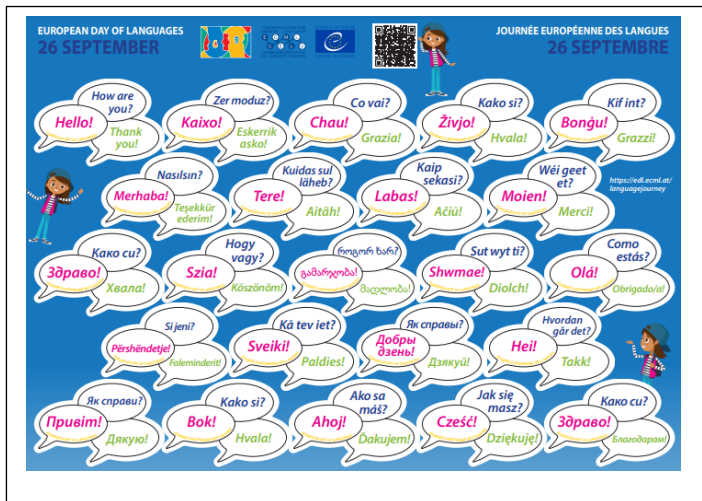 EUROPEAN DAY OF LANGUAGES
26 SEPTEMBER
JOURNÉE EUROPÉENNE DES LANGUES
26 SEPTEMBRE
How are
you?
Hello!
Thank
you!
Zer moduz?
Kaixo!
Eskerrik
asko!
Co vai?
Chau!
Grazia!
Kako si?
Živjo!
Hvala!
Kif int?
Bonġu!
Grazzi!
Nasılsın?
Merhaba!
Teşekkür
ederim!
Kuidas sul
läheb?
Tere!
Aitäh!
Kaip
sekasi?
Labas!
Ačiū!
Wéi geet
et?
Moien!
Merci!
https://edl.ecml.at/
languagejourney
Како си?
Здраво!
Хвала!
Hogy
vagy?
Szia!
Köszönöm!
როგორ ხარ?
გამარჯობა!
მადლობა!
Sut wyt ti?
Shwmae!
Diolch!
Como
estás?
Olá!
Obrigado/a!
Si jeni?
Përshëndetje!
Faleminderit!
Kā tev iet?
Sveiki!
Paldies!
Як справы?
Добры
дзень!
Дзякуй!
Hvordan
går det?
Hei!
Takk!
Як справи?
Привіт!
Дякую!
Kako si?
Bok!
Hvala!
Ako sa
máš?
Ahoj!
Ďakujem!
Jak się
masz?
Cześć!
Dziękuję!
Како си?
Здраво!
Благодарам!